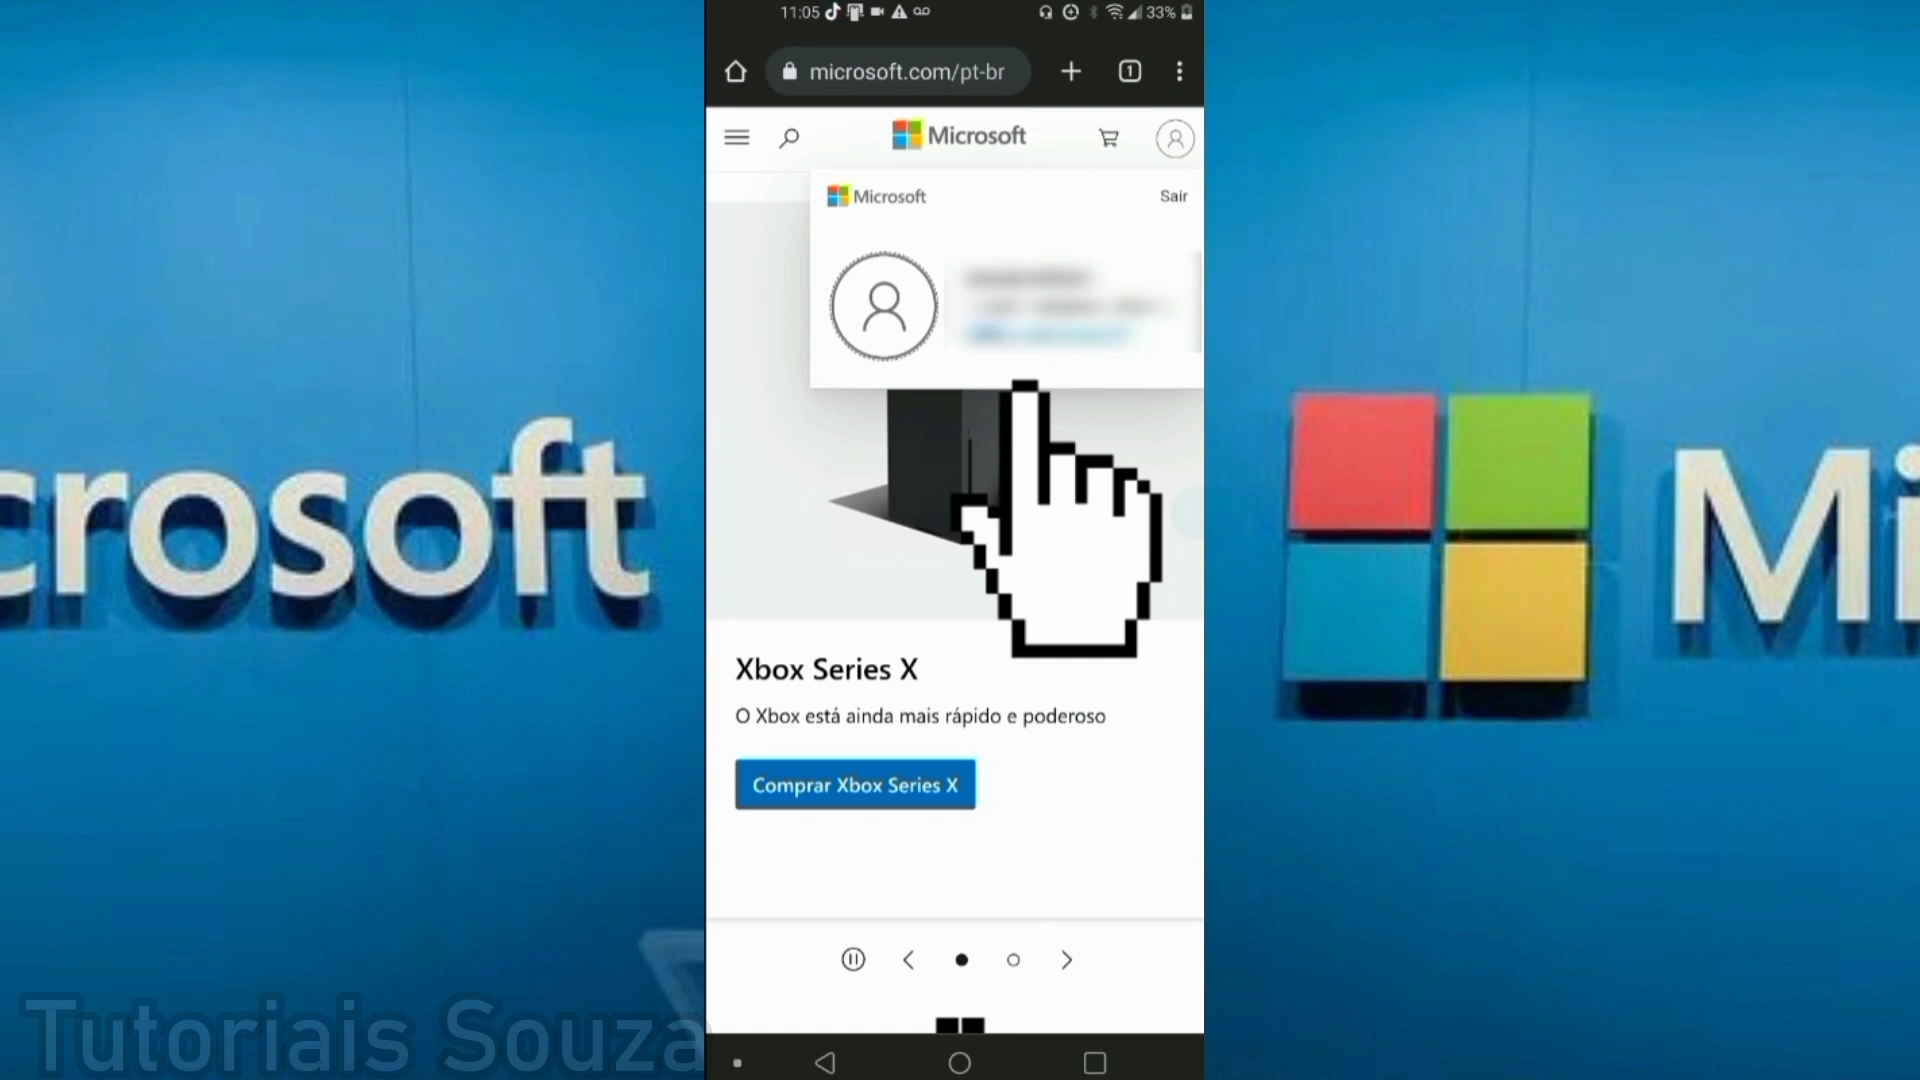 11:05
33%
microsoft.com/pt-br
1
Microsoft
Microsoft
Sair
crosoft
Mi
Xbox Series X
O Xbox está ainda mais rápido e poderoso
Comprar Xbox Series X
Tutoriais Souza